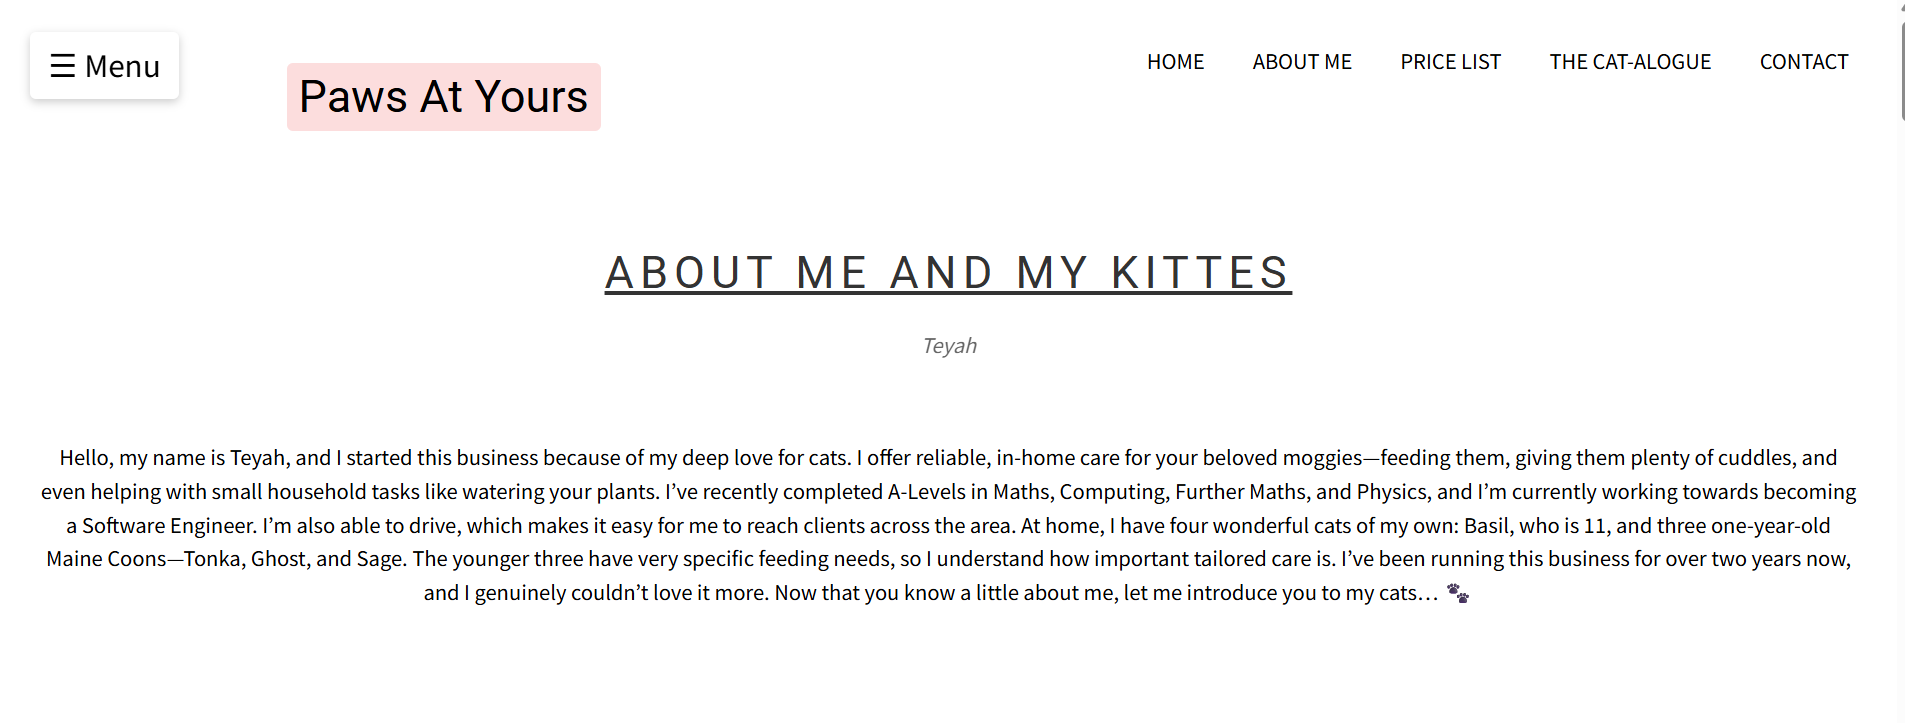 ☰ Menu
Paws At Yours
HOME ABOUT ME PRICE LIST THE CAT-ALOGUE CONTACT
ABOUT ME AND MY KITTES
Teyah
Hello, my name is Teyah, and I started this business because of my deep love for cats. I offer reliable, in-home care for your beloved moggies—feeding them, giving them plenty of cuddles, and
even helping with small household tasks like watering your plants. I’ve recently completed A-Levels in Maths, Computing, Further Maths, and Physics, and I’m currently working towards becoming
a Software Engineer. I’m also able to drive, which makes it easy for me to reach clients across the area. At home, I have four wonderful cats of my own: Basil, who is 11, and three one-year-old
Maine Coons—Tonka, Ghost, and Sage. The younger three have very specific feeding needs, so I understand how important tailored care is. I’ve been running this business for over two years now,
and I genuinely couldn’t love it more. Now that you know a little about me, let me introduce you to my cats… 🐾